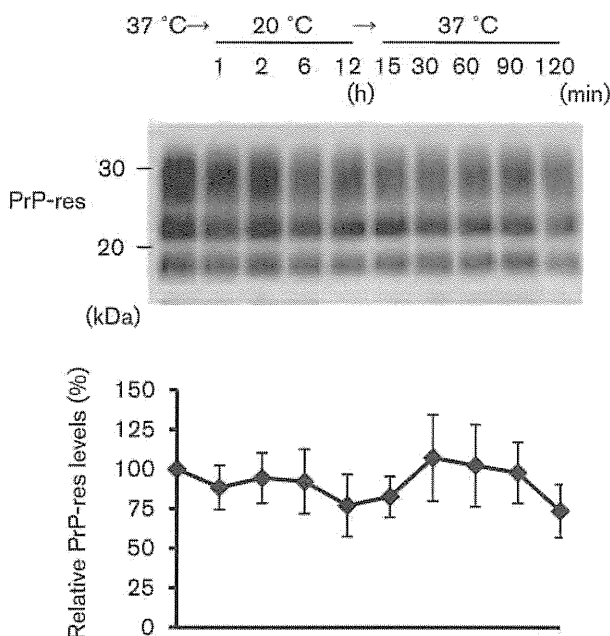 37 °C→ 20 °C → 37 °C
1 2 6 12 15 30 60 90 120
(h) (min)
30
PrP-res
20
(kDa)
Relative PrP-res levels (%)
150
125
100
75
50
25
0